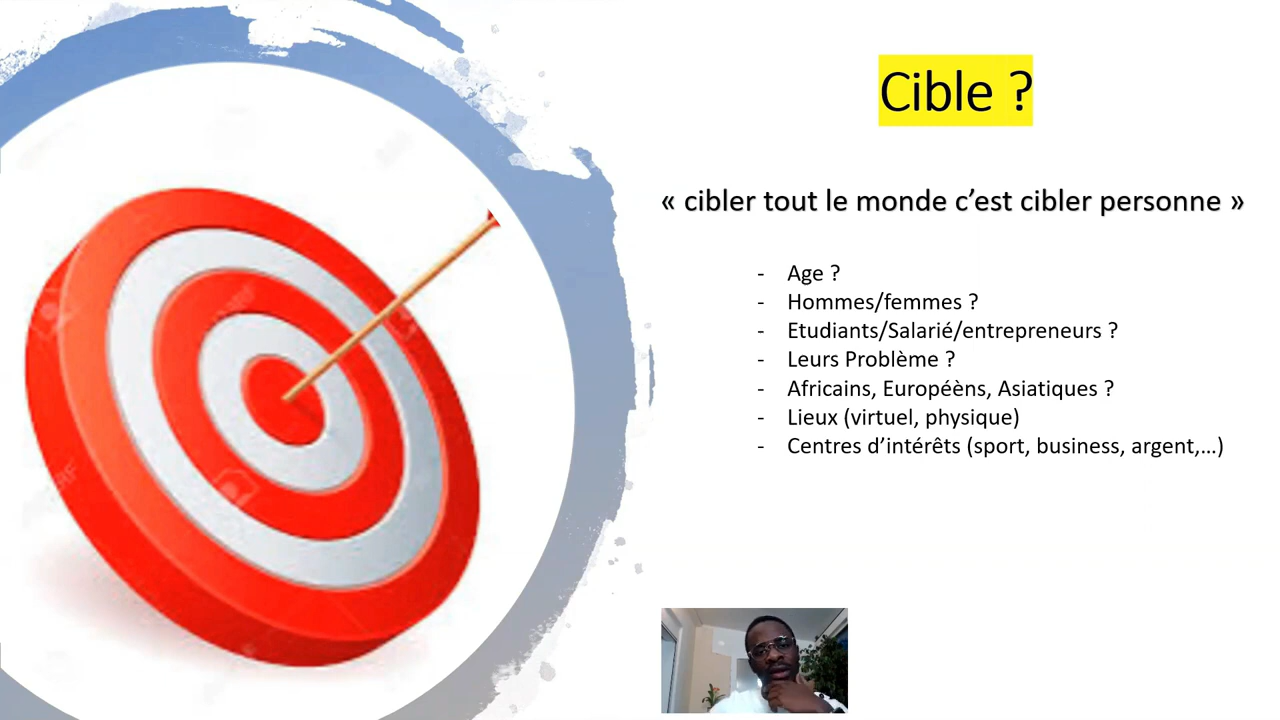 Cible ?
« cibler tout le monde c’est cibler personne »
- Age ?
- Hommes/femmes ?
- Etudiants/Salarié/entrepreneurs ?
- Leurs Problème ?
- Africains, Européèns, Asiatiques ?
- Lieux (virtuel, physique)
- Centres d’intérêts (sport, business, argent,…)